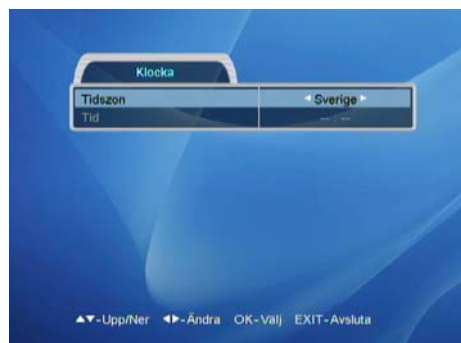 Klocka
Tidszon ◄ Sverige ►
Tid -- : --
▲▼-Upp/Ner ◄►-Ändra OK-Välj EXIT-Avsluta